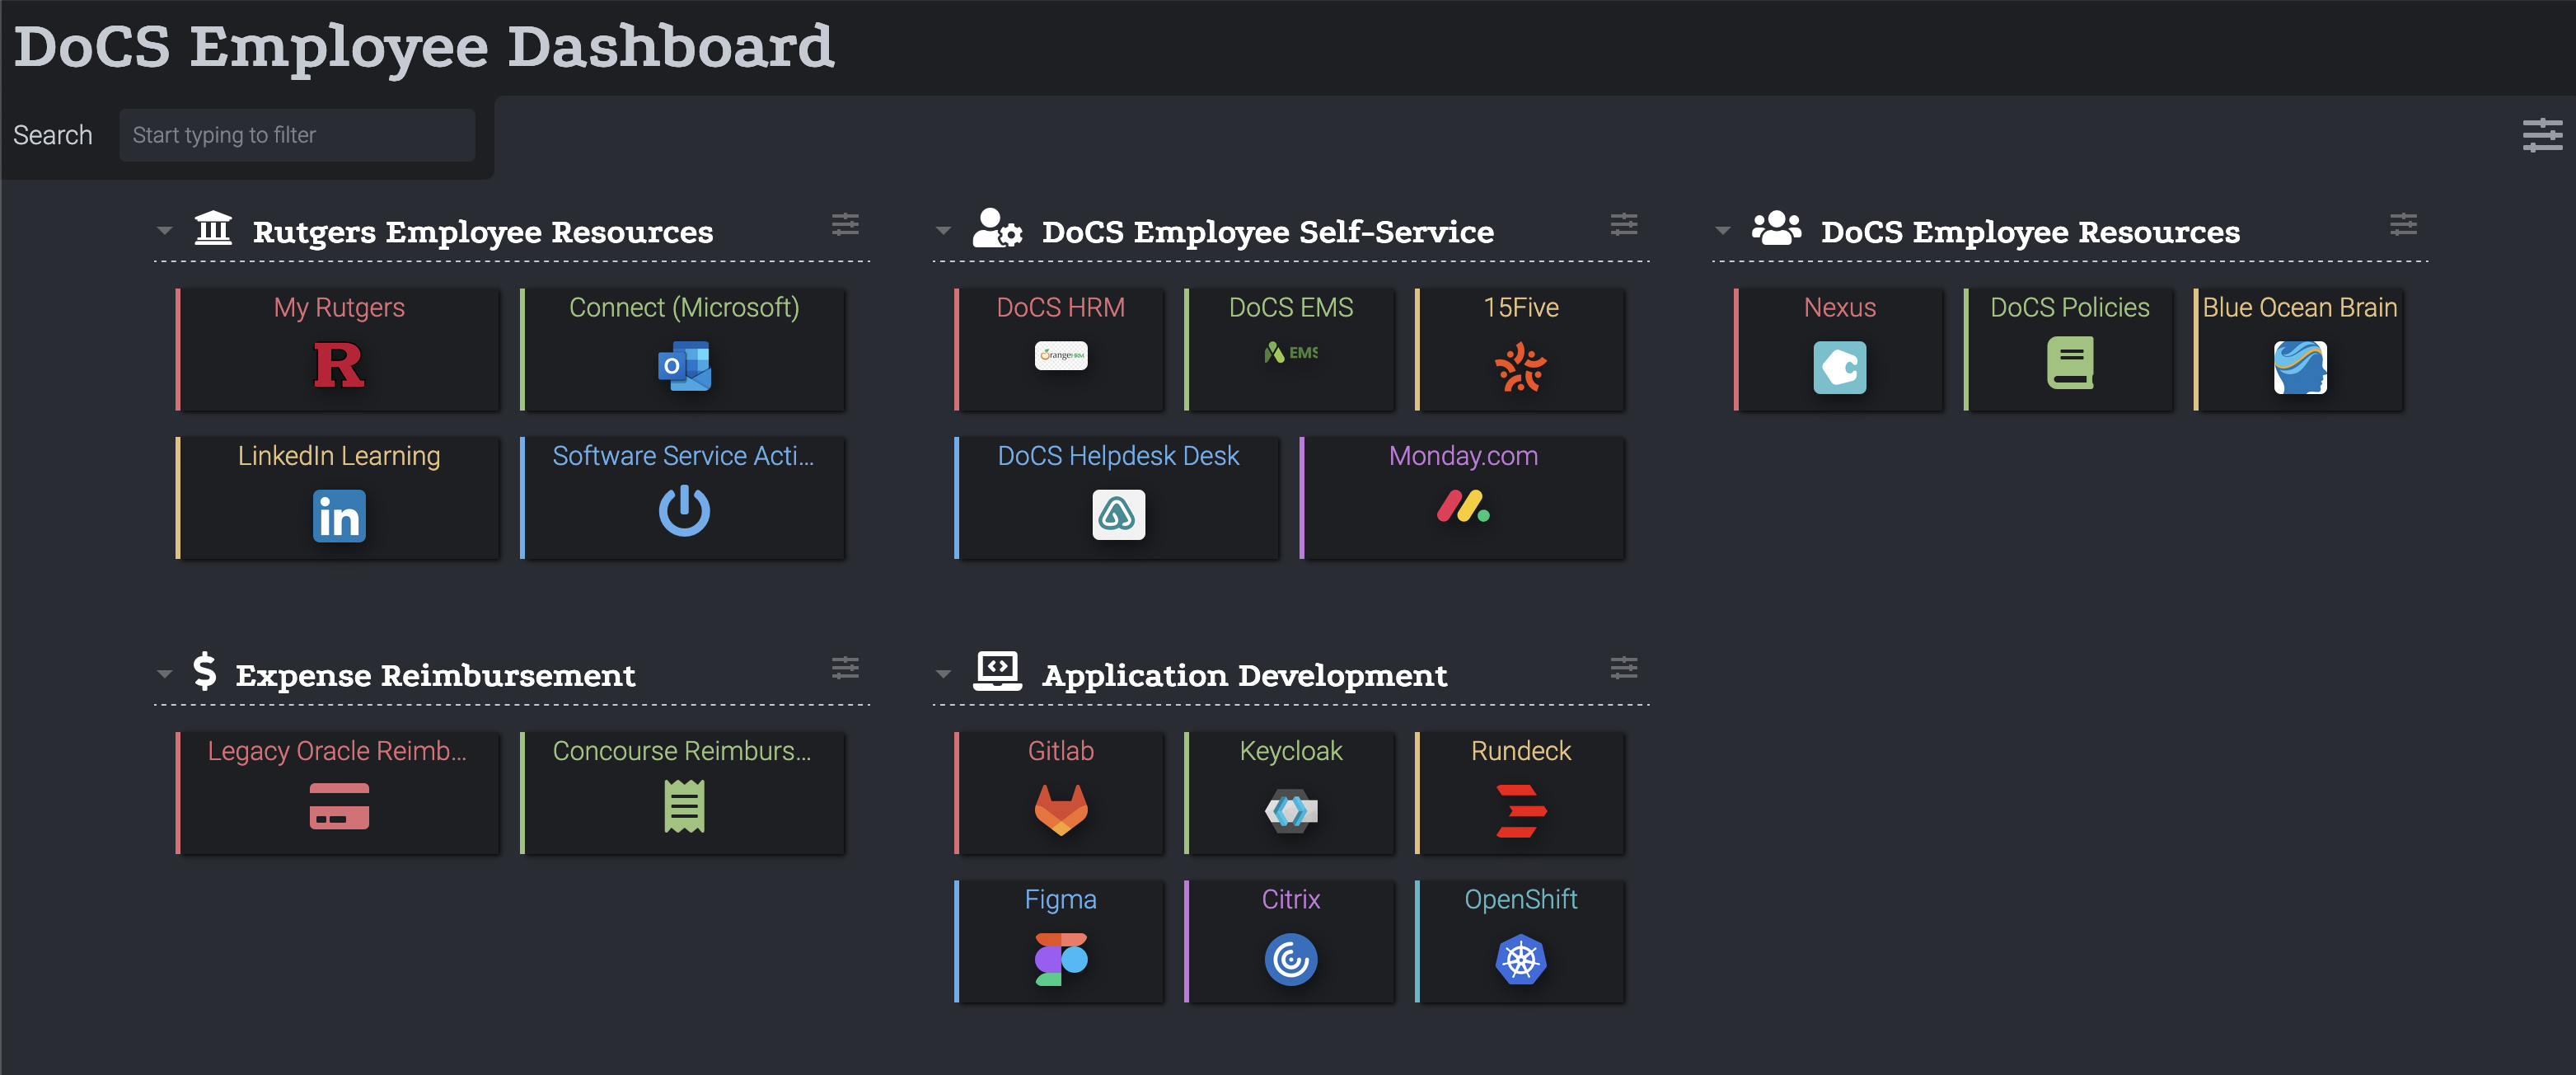 DoCS Employee Dashboard
Search
Start typing to filter
Rutgers Employee Resources
My Rutgers
R
Connect (Microsoft)
O
LinkedIn Learning
in
Software Service Acti...
DoCS Employee Self-Service
DoCS HRM
OrangeHRM
DoCS EMS
EMS
15Five
DoCS Helpdesk Desk
Monday.com
DoCS Employee Resources
Nexus
DoCS Policies
Blue Ocean Brain
Expense Reimbursement
Legacy Oracle Reimb...
Concourse Reimburs...
Application Development
Gitlab
Keycloak
Rundeck
Figma
Citrix
OpenShift